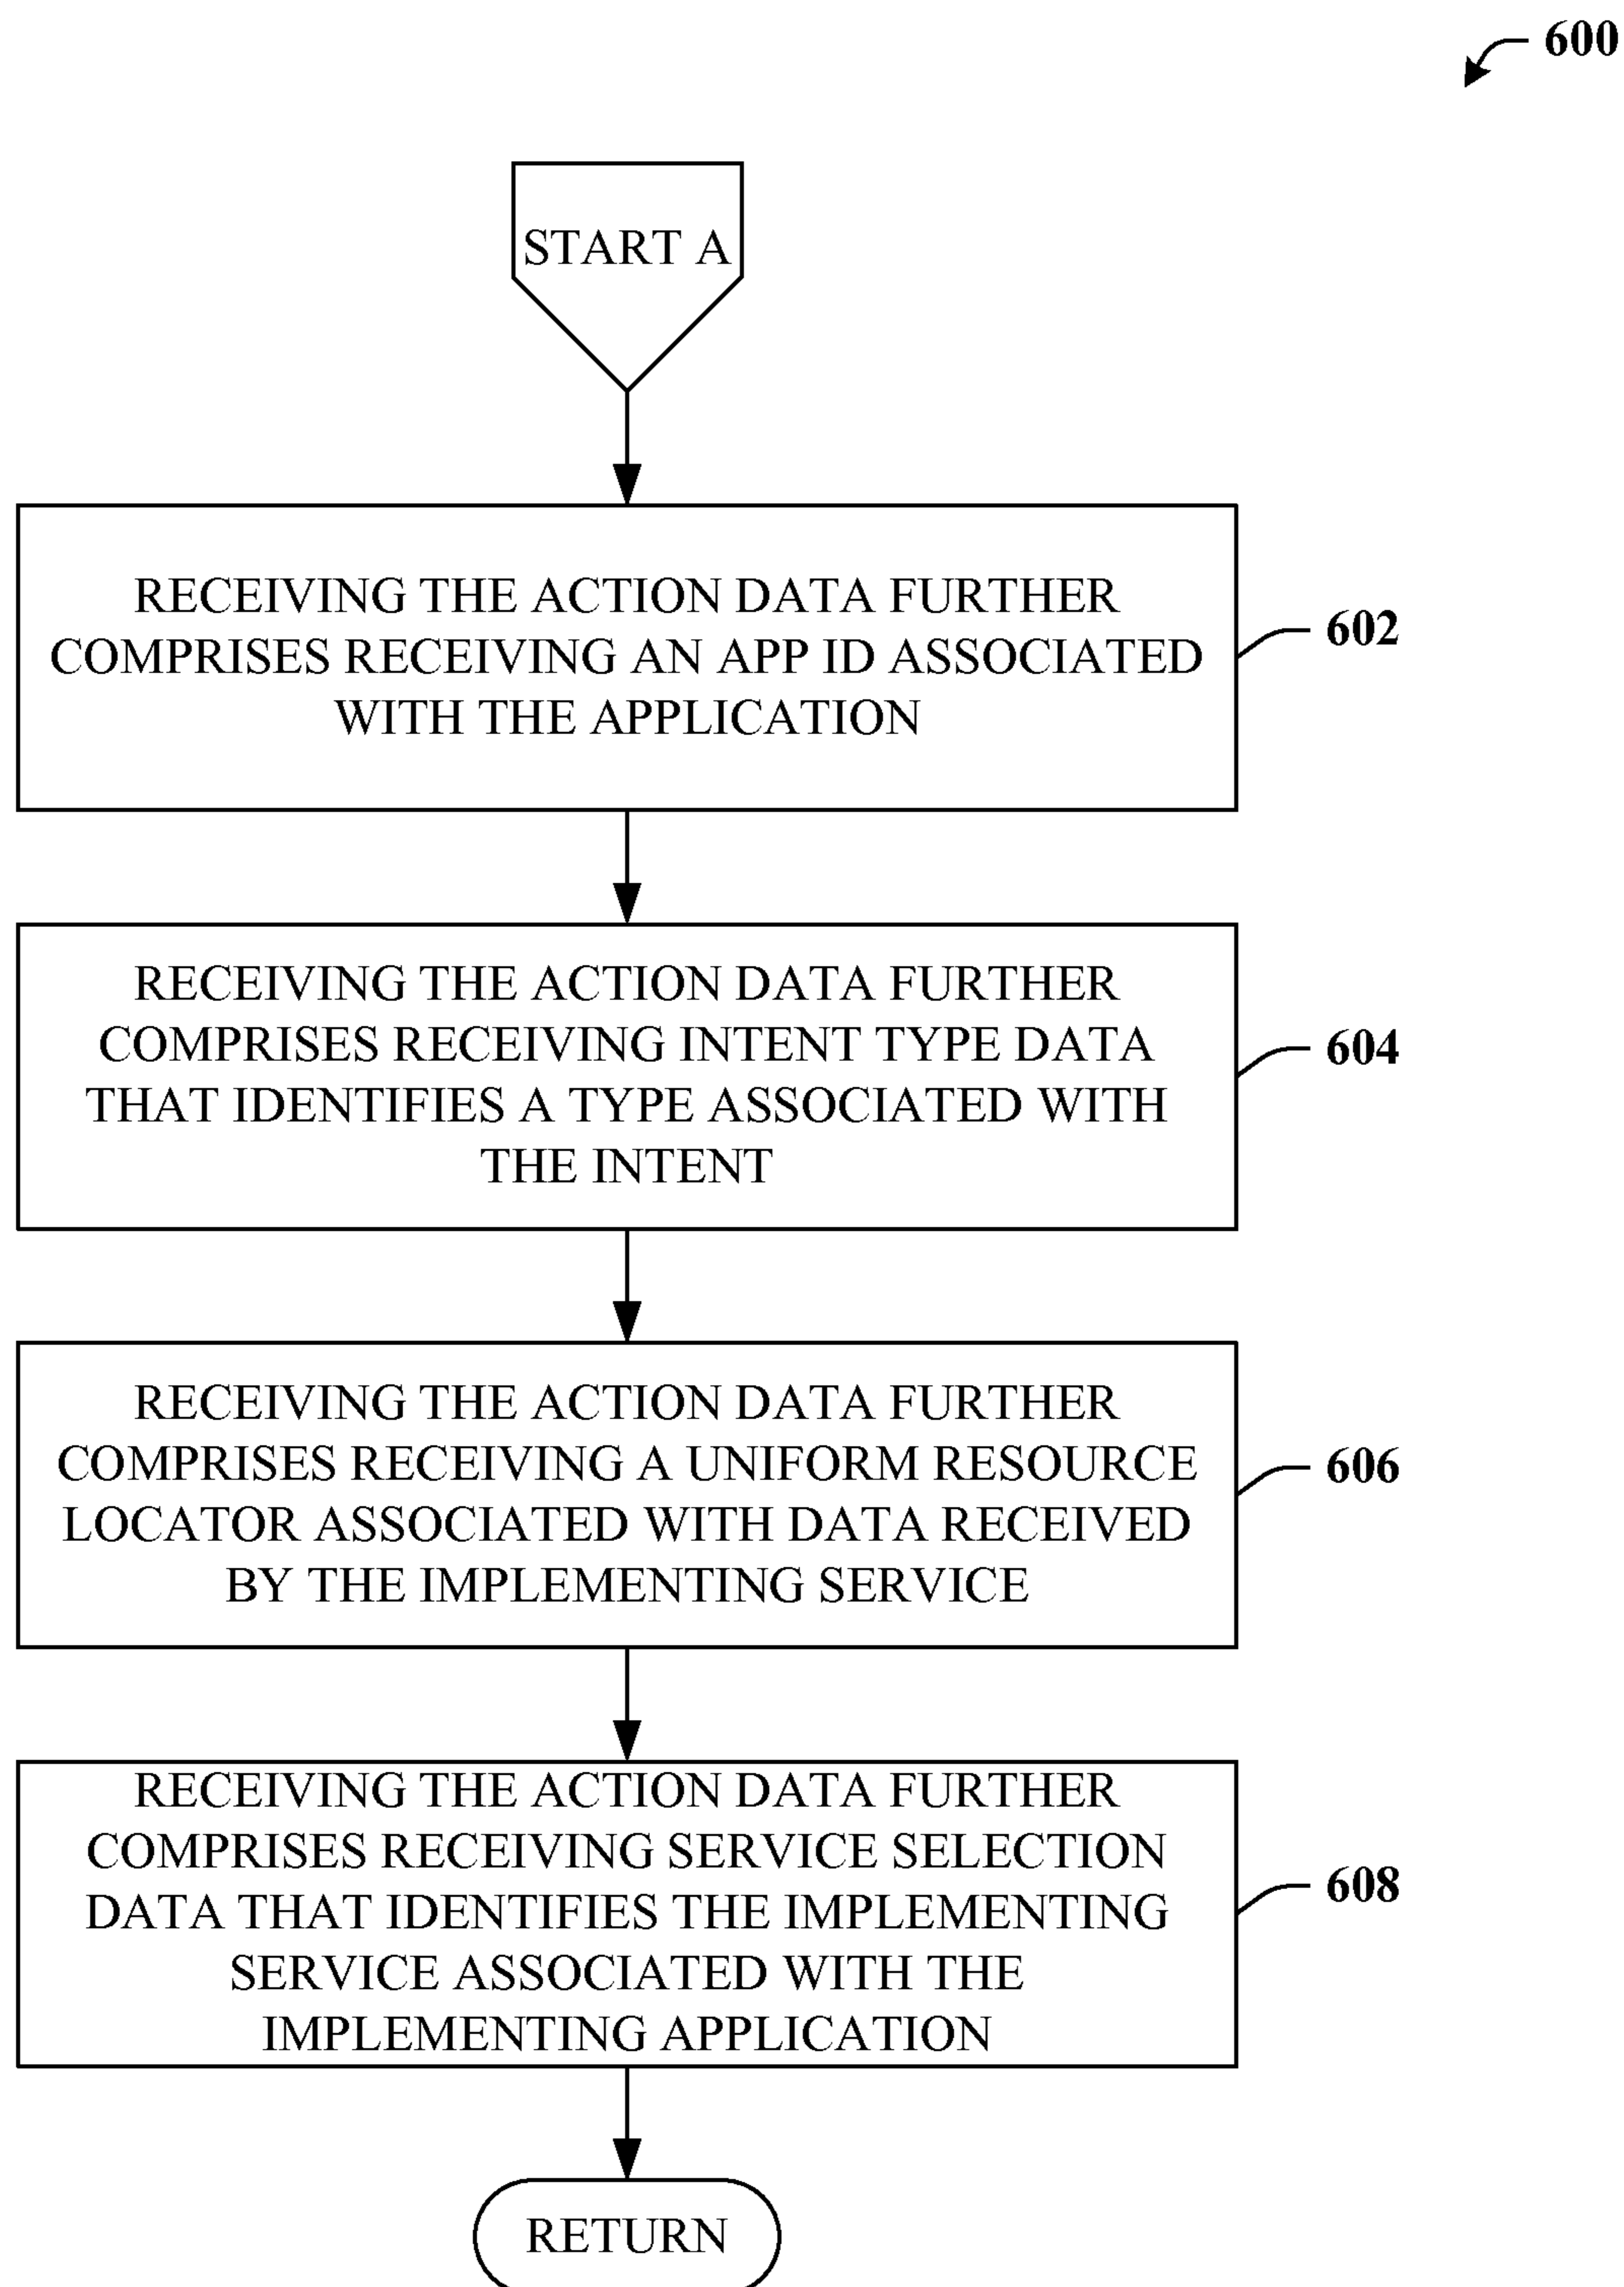 600
START A
RECEIVING THE ACTION DATA FURTHER
COMPRISES RECEIVING AN APP ID ASSOCIATED
WITH THE APPLICATION
602
RECEIVING THE ACTION DATA FURTHER
COMPRISES RECEIVING INTENT TYPE DATA
THAT IDENTIFIES A TYPE ASSOCIATED WITH
THE INTENT
604
RECEIVING THE ACTION DATA FURTHER
COMPRISES RECEIVING A UNIFORM RESOURCE
LOCATOR ASSOCIATED WITH DATA RECEIVED
BY THE IMPLEMENTING SERVICE
606
RECEIVING THE ACTION DATA FURTHER
COMPRISES RECEIVING SERVICE SELECTION
DATA THAT IDENTIFIES THE IMPLEMENTING
SERVICE ASSOCIATED WITH THE
IMPLEMENTING APPLICATION
608
RETURN